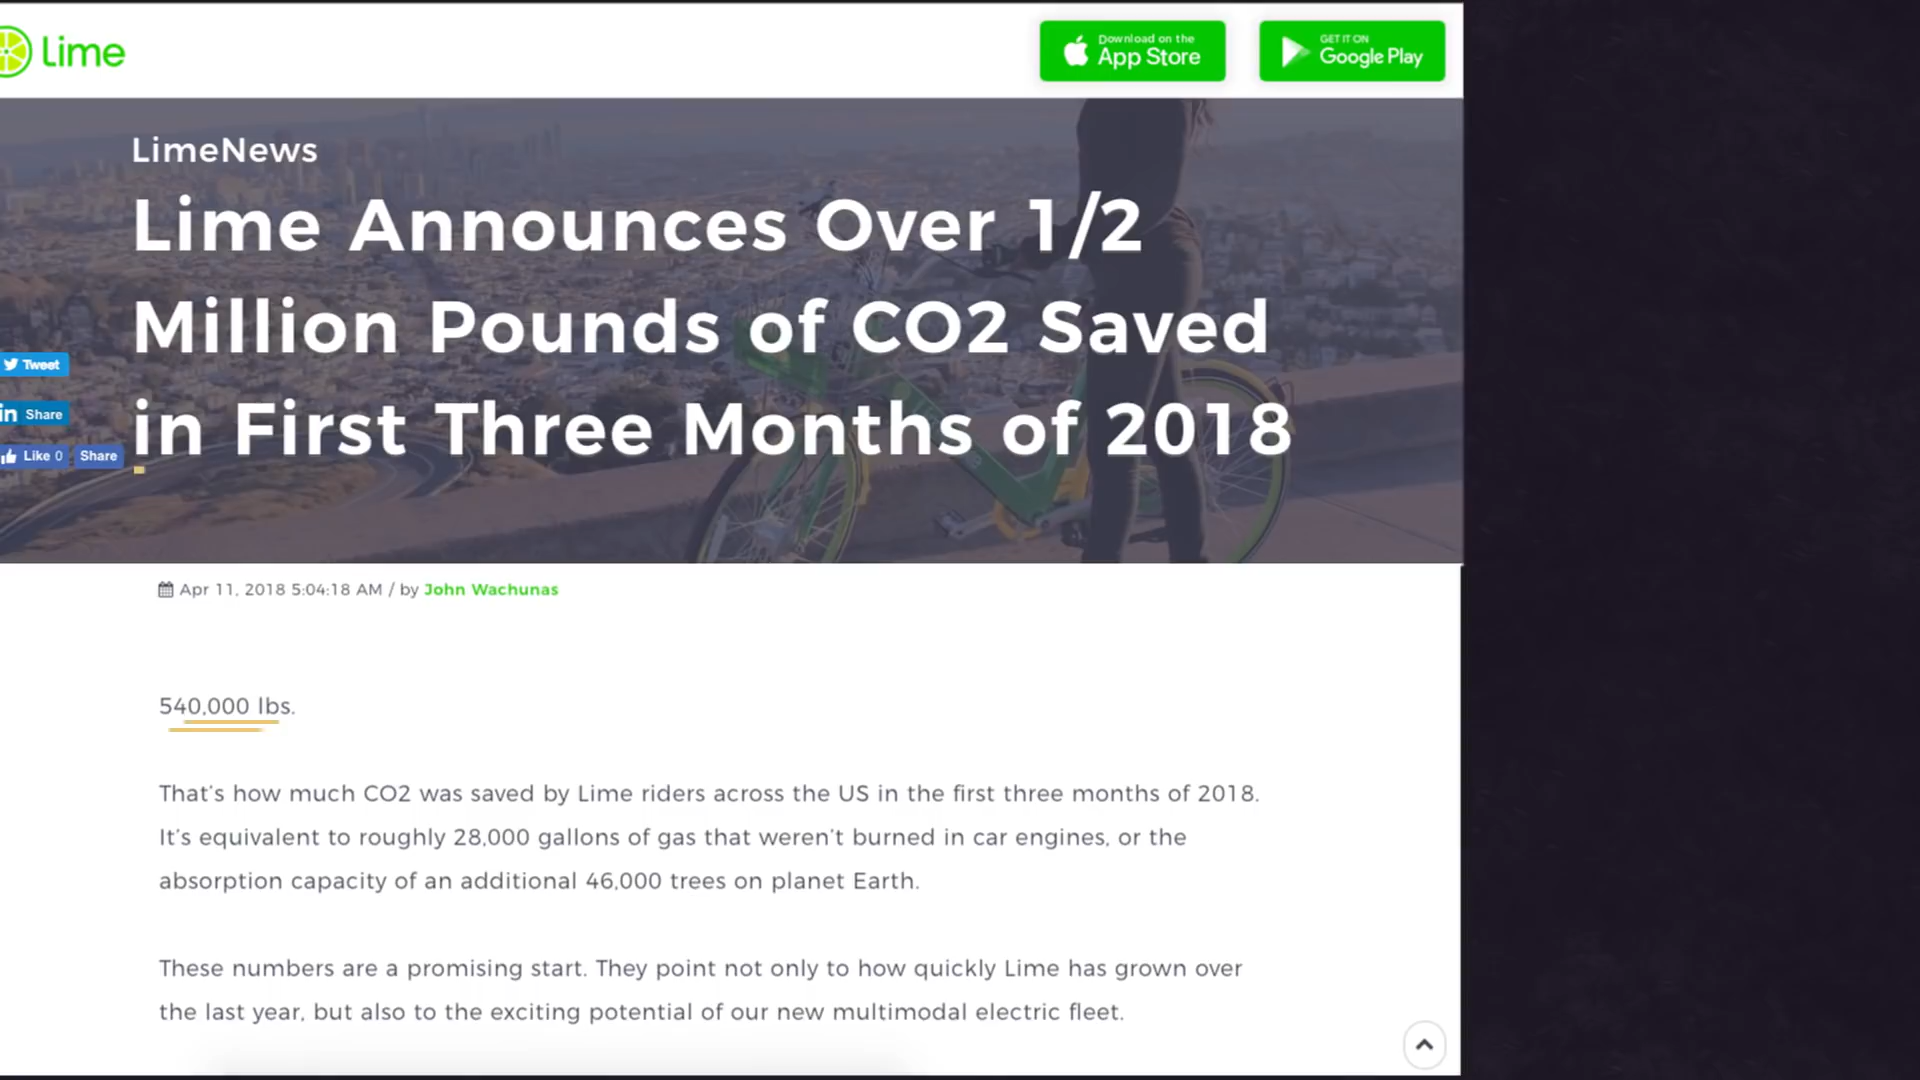 Lime
Download on the
App Store
GET IT ON
Google Play
LimeNews
Lime Announces Over 1/2
Million Pounds of CO2 Saved
in First Three Months of 2018
Tweet
in Share
Like 0 Share
Apr 11, 2018 5:04:18 AM / by John Wachunas
540,000 lbs.
That's how much CO2 was saved by Lime riders across the US in the first three months of 2018.
It's equivalent to roughly 28,000 gallons of gas that weren't burned in car engines, or the
absorption capacity of an additional 46,000 trees on planet Earth.
These numbers are a promising start. They point not only to how quickly Lime has grown over
the last year, but also to the exciting potential of our new multimodal electric fleet.